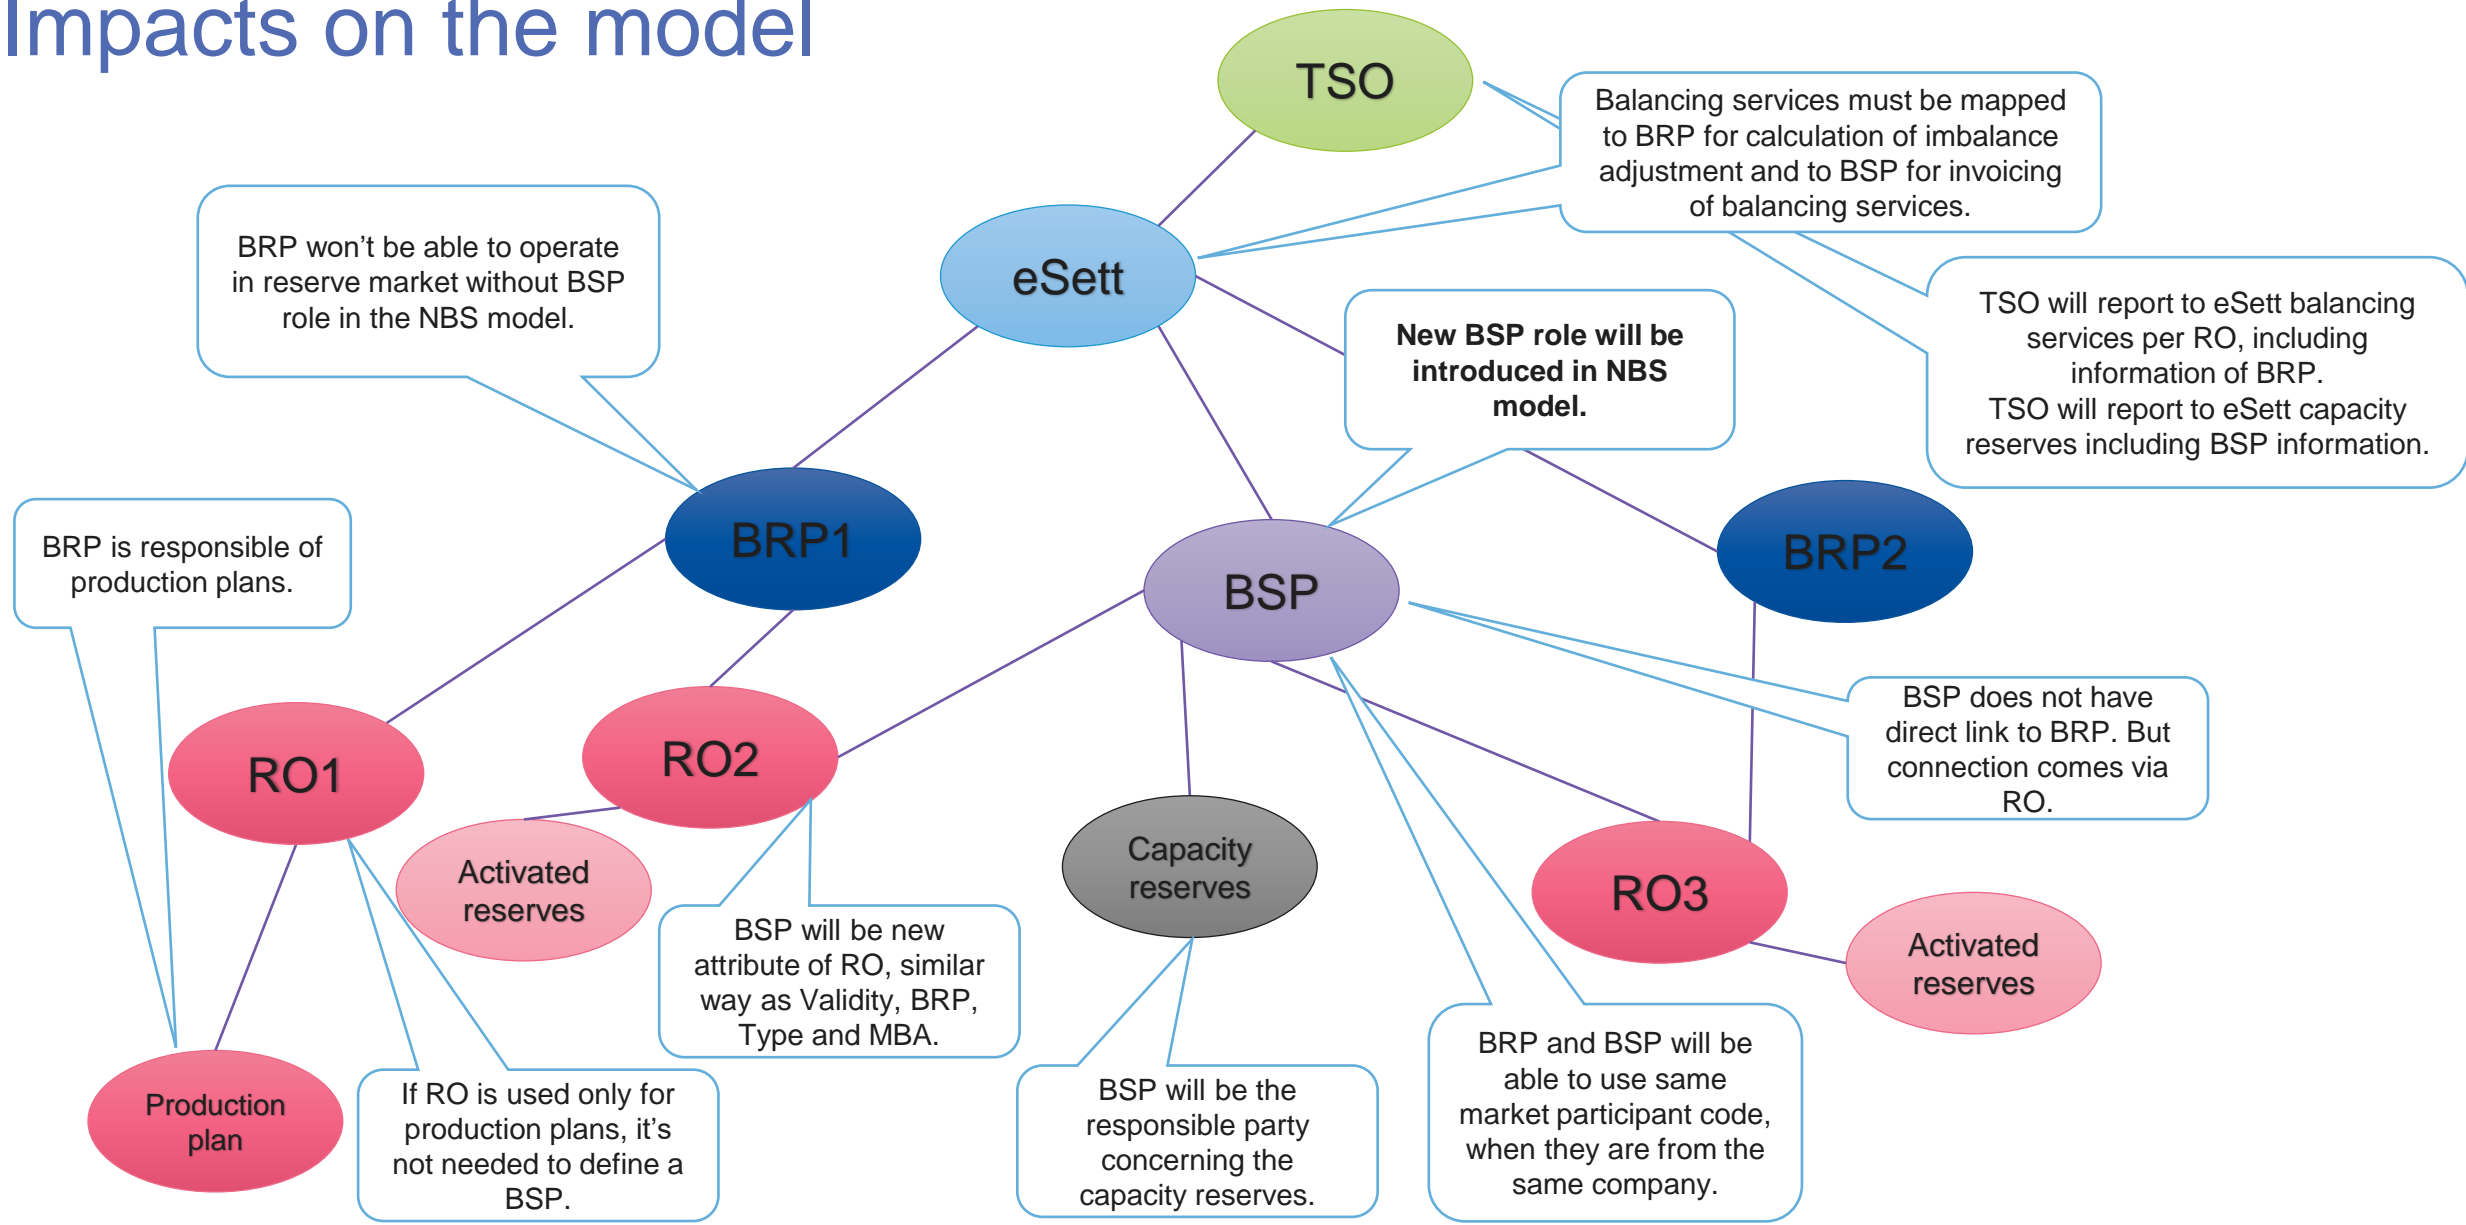 Impacts on the model
TSO
Balancing services must be mapped
to BRP for calculation of imbalance
adjustment and to BSP for invoicing
of balancing services.
BRP won’t be able to operate
in reserve market without BSP
role in the NBS model.
eSett
New BSP role will be
introduced in NBS
model.
TSO will report to eSett balancing
services per RO, including
information of BRP.
TSO will report to eSett capacity
reserves including BSP information.
BRP is responsible of
production plans.
BRP1
BSP
BRP2
BSP does not have
direct link to BRP. But
connection comes via
RO.
RO1
RO2
Activated
reserves
Capacity
reserves
RO3
Activated
reserves
BSP will be new
attribute of RO, similar
way as Validity, BRP,
Type and MBA.
Production
plan
If RO is used only for
production plans, it’s
not needed to define a
BSP.
BSP will be the
responsible party
concerning the
capacity reserves.
BRP and BSP will be
able to use same
market participant code,
when they are from the
same company.